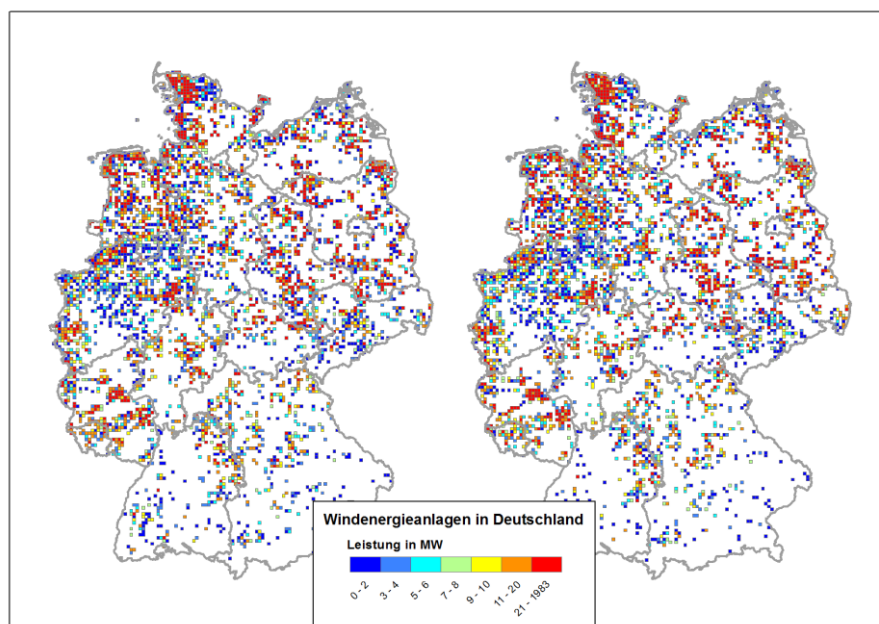 Windenergieanlagen in Deutschland
Leistung in MW
0 - 2
3 - 4
5 - 6
7 - 8
9 - 10
11 - 20
21 - 1983